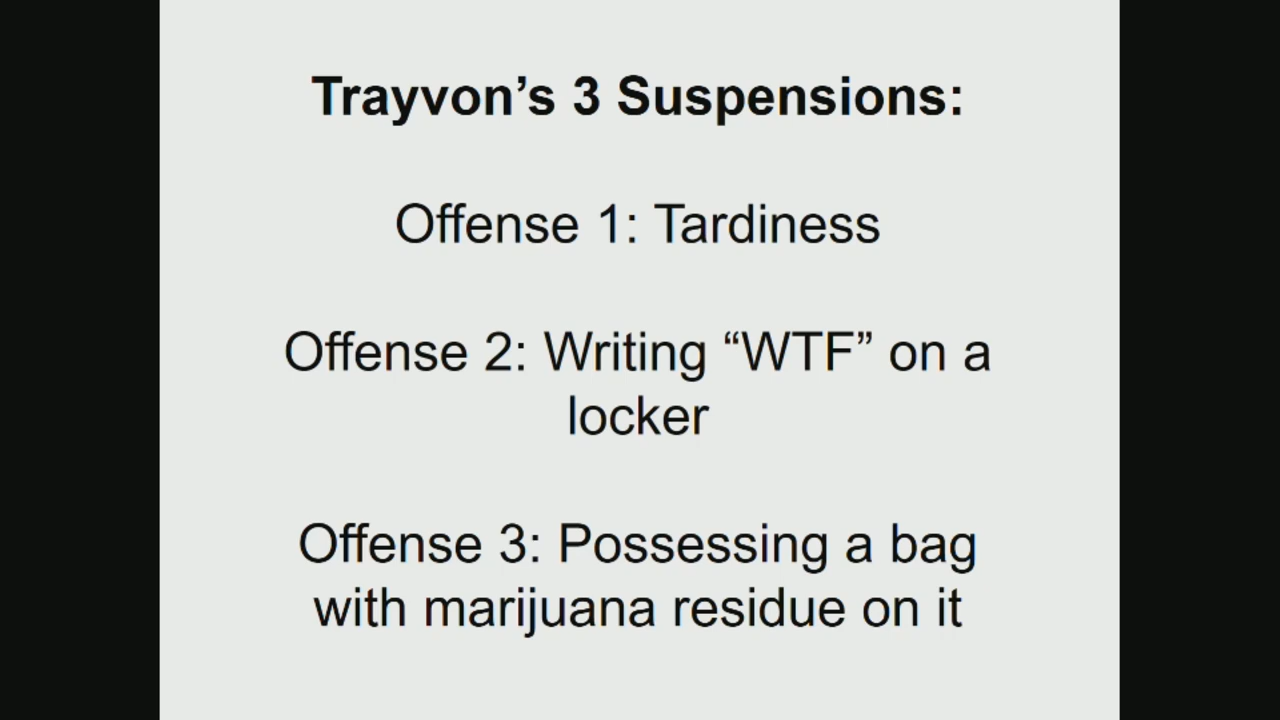 Trayvon’s 3 Suspensions:
Offense 1: Tardiness
Offense 2: Writing “WTF” on a
locker
Offense 3: Possessing a bag
with marijuana residue on it